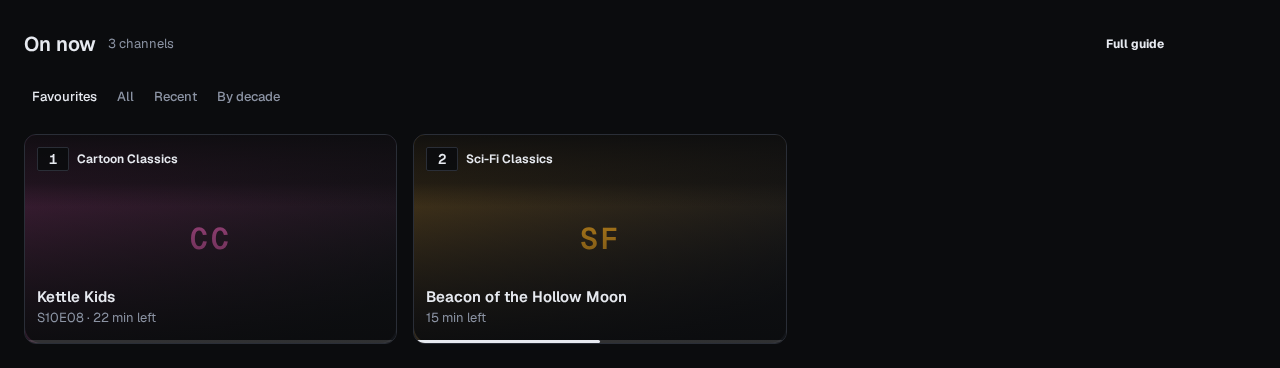 On now 3 channels Full guide
Favourites All Recent By decade
1 Cartoon Classics
CC
Kettle Kids
S10E08 · 22 min left
2 Sci-Fi Classics
SF
Beacon of the Hollow Moon
15 min left